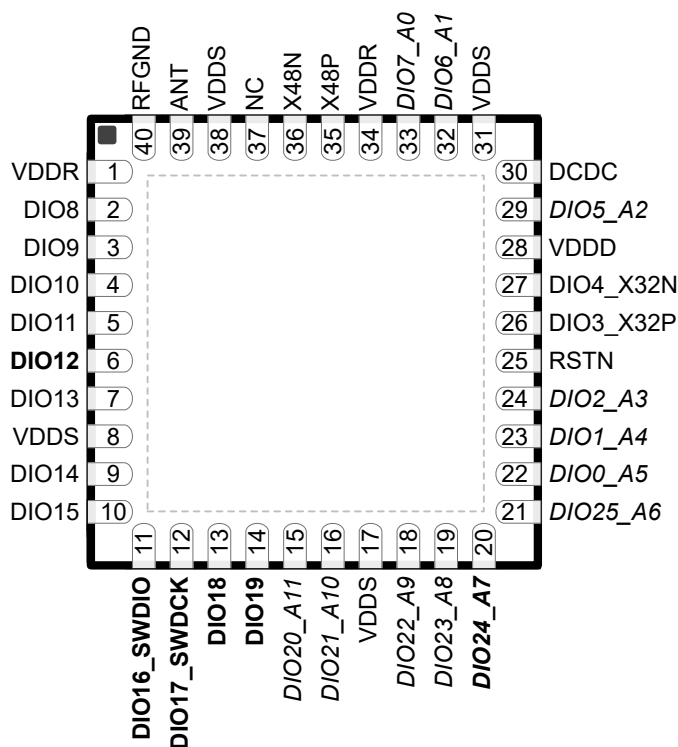 RFGND
ANT
VDDS
NC
X48N
X48P
VDDR
DIO7_A0
DIO6_A1
VDDS
40
39
38
37
36
35
34
33
32
31
VDDR 1
DIO8 2
DIO9 3
DIO10 4
DIO11 5
DIO12 6
DIO13 7
VDDS 8
DIO14 9
DIO15 10
30 DCDC
29 DIO5_A2
28 VDDD
27 DIO4_X32N
26 DIO3_X32P
25 RSTN
24 DIO2_A3
23 DIO1_A4
22 DIO0_A5
21 DIO25_A6
11
12
13
14
15
16
17
18
19
20
DIO16_SWDIO
DIO17_SWDCK
DIO18
DIO19
DIO20_A11
DIO21_A10
VDDS
DIO22_A9
DIO23_A8
DIO24_A7